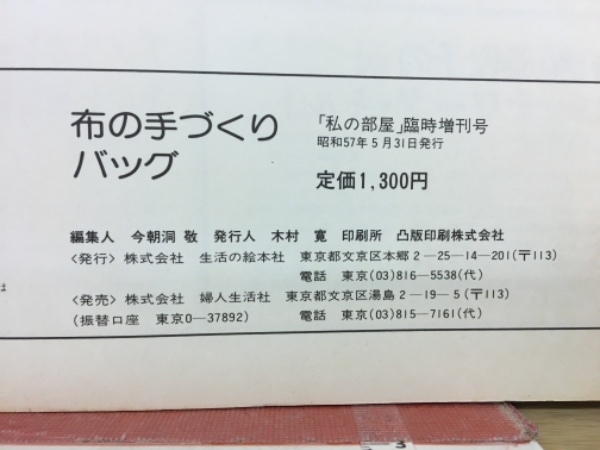 布の手づくり
バッグ
「私の部屋」臨時増刊号
昭和57年5月31日発行
定価1,300円
編集人 今朝洞 敬 発行人 木村 寛 印刷所 凸版印刷株式会社
〈発行〉株式会社 生活の絵本社 東京都文京区本郷2―25―14―201(〒113)
電話 東京(03)816―5538(代)
〈発売〉株式会社 婦人生活社 東京都文京区湯島2―19―5(〒113)
(振替口座 東京0―37892) 電話 東京(03)815―7161(代)
は
3